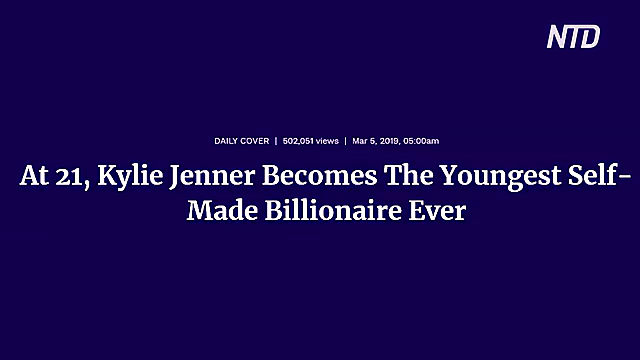 NTD
DAILY COVER | 502,051 views | Mar 5, 2019, 05:00am
At 21, Kylie Jenner Becomes The Youngest Self-
Made Billionaire Ever